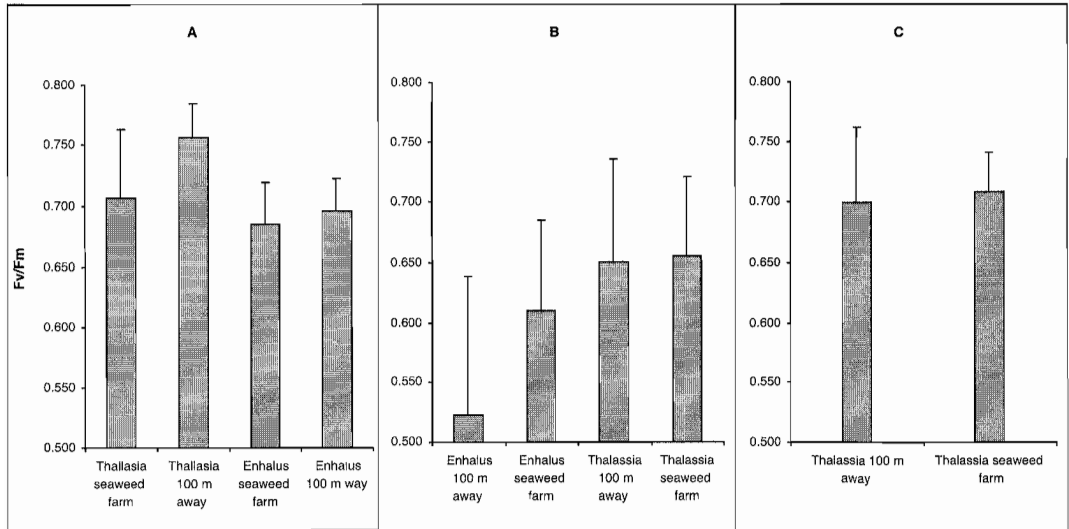 A
B
C
Fv/Fm
0.800
0.750
0.700
0.650
0.600
0.550
0.500
Thallasia
seaweed
farm
Thallasia
100 m
away
Enhalus
seaweed
farm
Enhalus
100 m way
0.800
0.750
0.700
0.650
0.600
0.550
0.500
Enhalus
100 m
away
Enhalus
seaweed
farm
Thalassia
100 m
away
Thalassia
seaweed
farm
0.800
0.750
0.700
0.650
0.600
0.550
0.500
Thalassia 100 m
away
Thalassia seaweed
farm